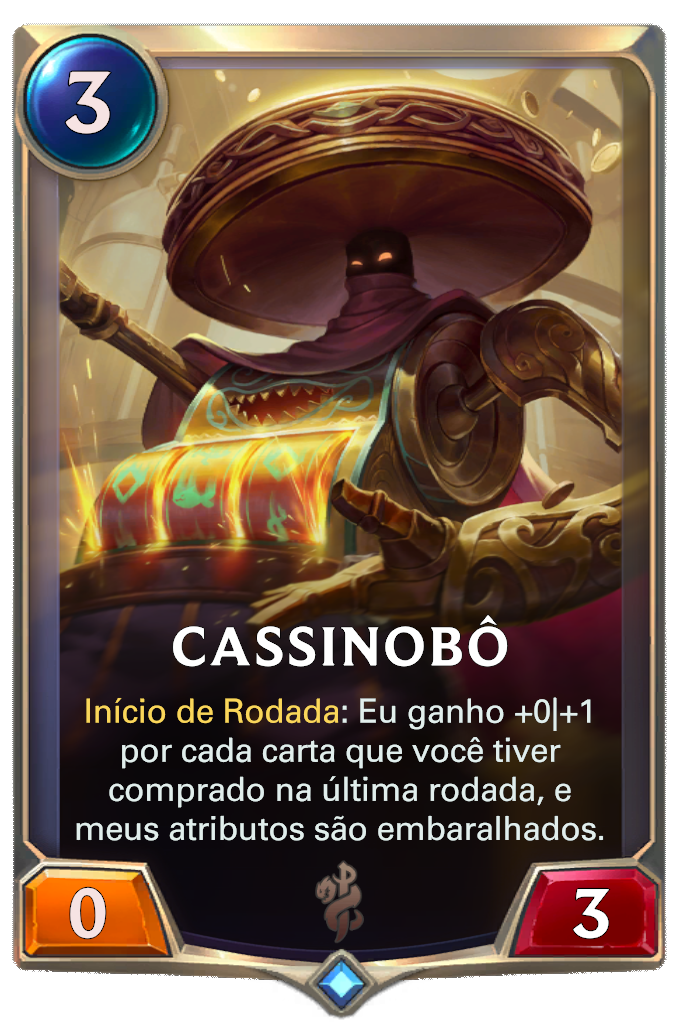 3
CASSINOBÔ
Início de Rodada: Eu ganho +0|+1
por cada carta que você tiver
comprado na última rodada, e
meus atributos são embaralhados.
0
3